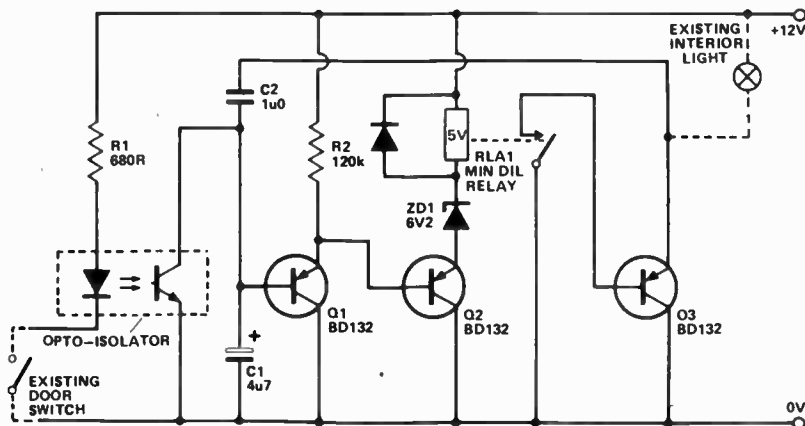 EXISTING
INTERIOR
LIGHT
+12V
C2
1u0
R1
680R
R2
120k
5V
RLA1
MIN DIL
RELAY
ZD1
6V2
OPTO-ISOLATOR
Q1
BD132
Q2
BD132
Q3
BD132
+
C1
4u7
EXISTING
DOOR
SWITCH
0V